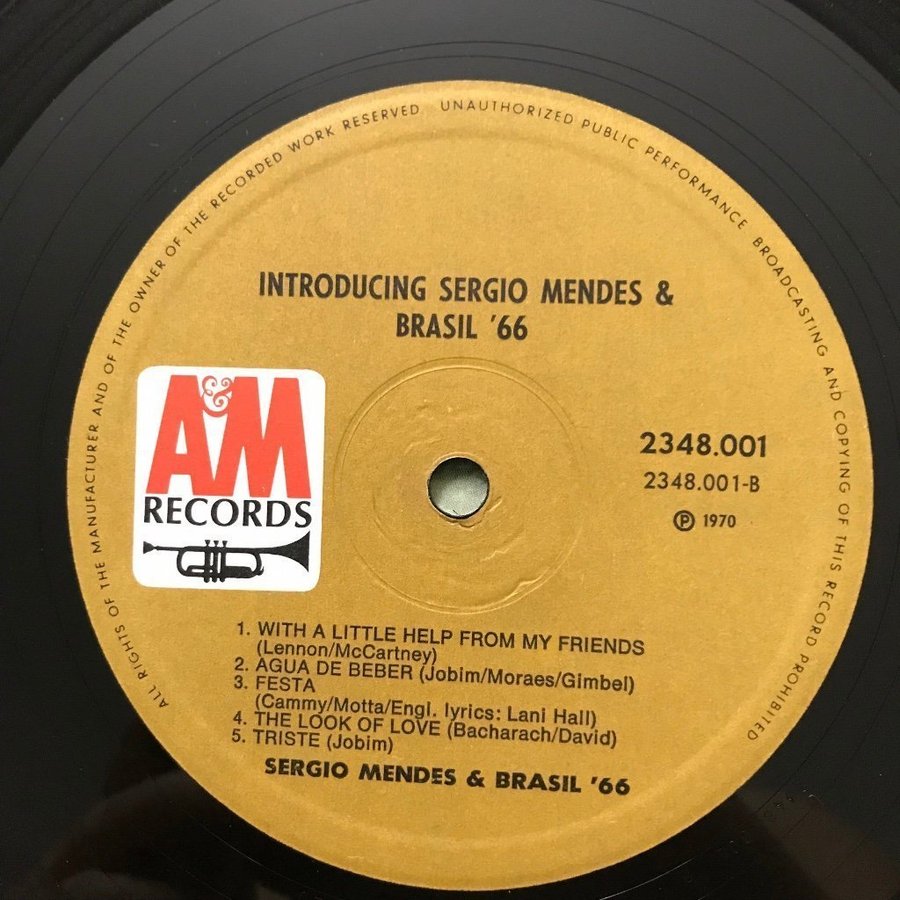 ALL RIGHTS OF THE MANUFACTURER AND OF THE OWNER OF THE RECORDED WORK RESERVED. UNAUTHORIZED PUBLIC PERFORMANCE BROADCASTING AND COPYING OF THIS RECORD PROHIBITED
INTRODUCING SERGIO MENDES &
BRASIL '66
A&M
RECORDS
2348.001
2348.001-B
℗ 1970
1. WITH A LITTLE HELP FROM MY FRIENDS
(Lennon/McCartney)
2. AGUA DE BEBER (Jobim/Moraes/Gimbel)
3. FESTA
(Cammy/Motta/Engl. lyrics: Lani Hall)
4. THE LOOK OF LOVE (Bacharach/David)
5. TRISTE (Jobim)
SERGIO MENDES & BRASIL '66